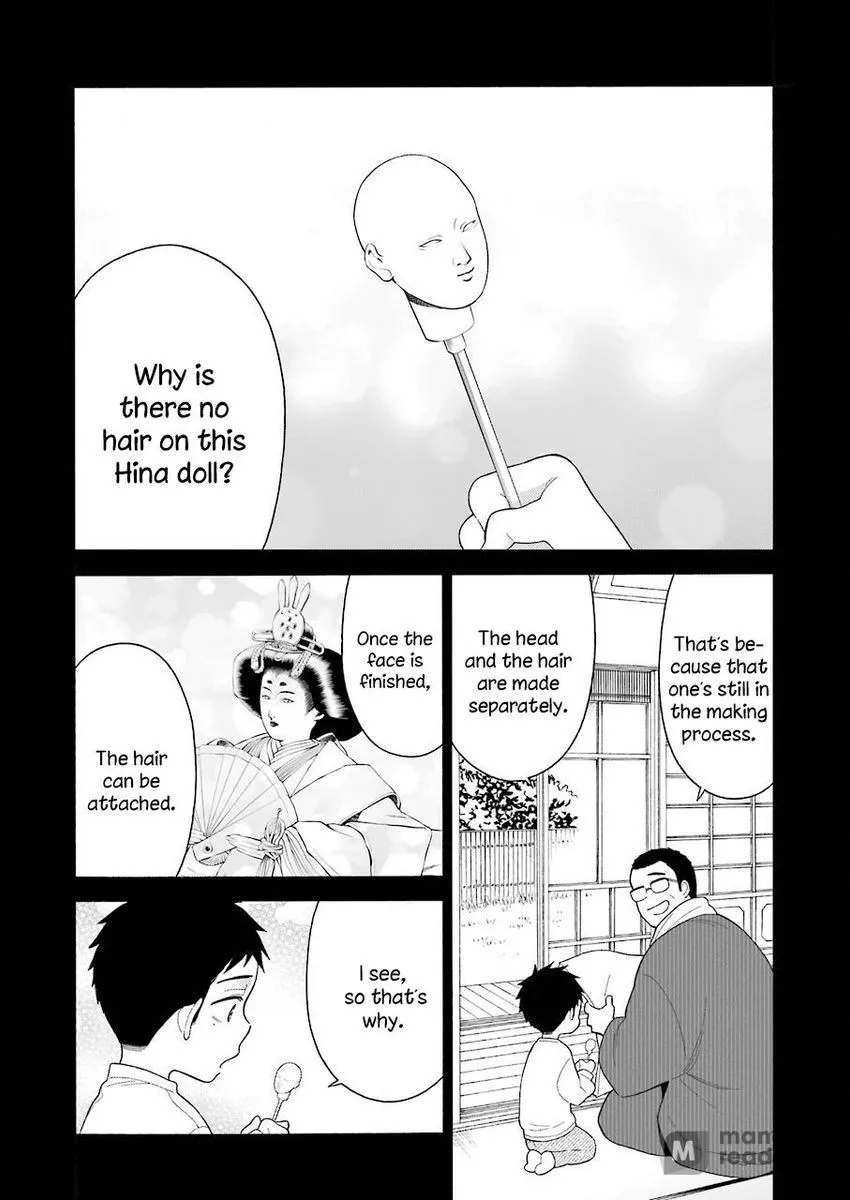 Why is
there no
hair on this
Hina doll?
That's be-
cause that
one's still in
the making
process.
The head
and the hair
are made
separately.
Once the
face is
finished,
The hair
can be
attached.
I see,
so that's
why.
M